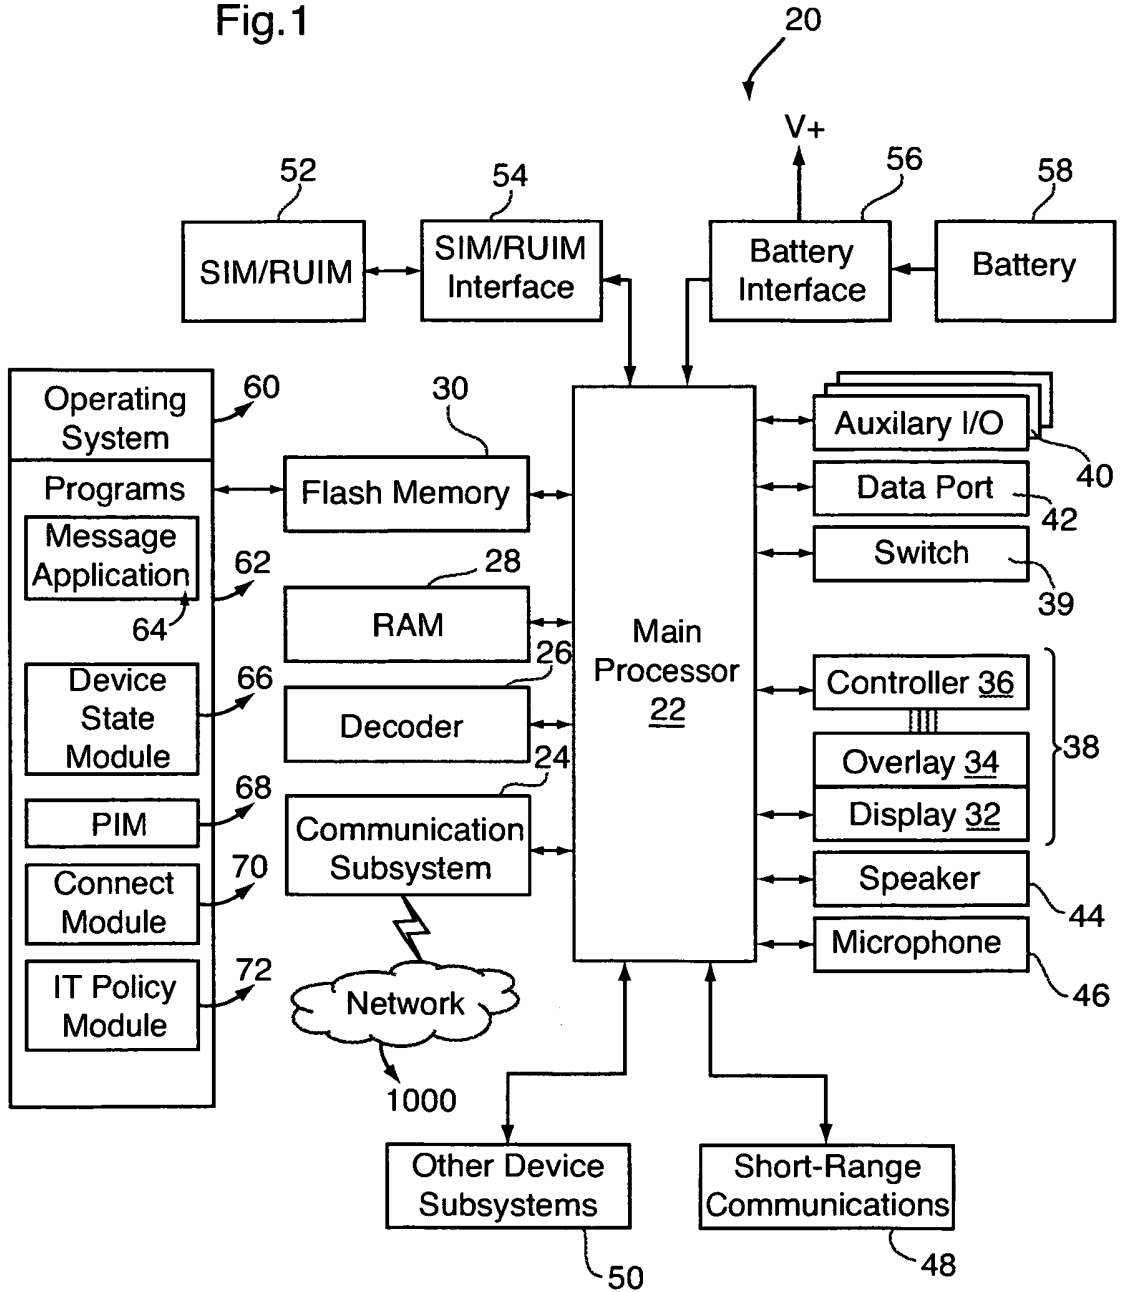 Fig.1
20
V+
52
54
56
58
SIM/RUIM
SIM/RUIM
Interface
Battery
Interface
Battery
Operating
System
60
Programs
Message
Application
62
64
Device
State
Module
66
PIM
68
Connect
Module
70
IT Policy
Module
72
30
Flash Memory
28
RAM
26
Decoder
24
Communication
Subsystem
Network
1000
Main
Processor
22
Auxilary I/O
40
Data Port
42
Switch
39
Controller 36
Overlay 34
Display 32
38
Speaker
44
Microphone
46
Other Device
Subsystems
50
Short-Range
Communications
48